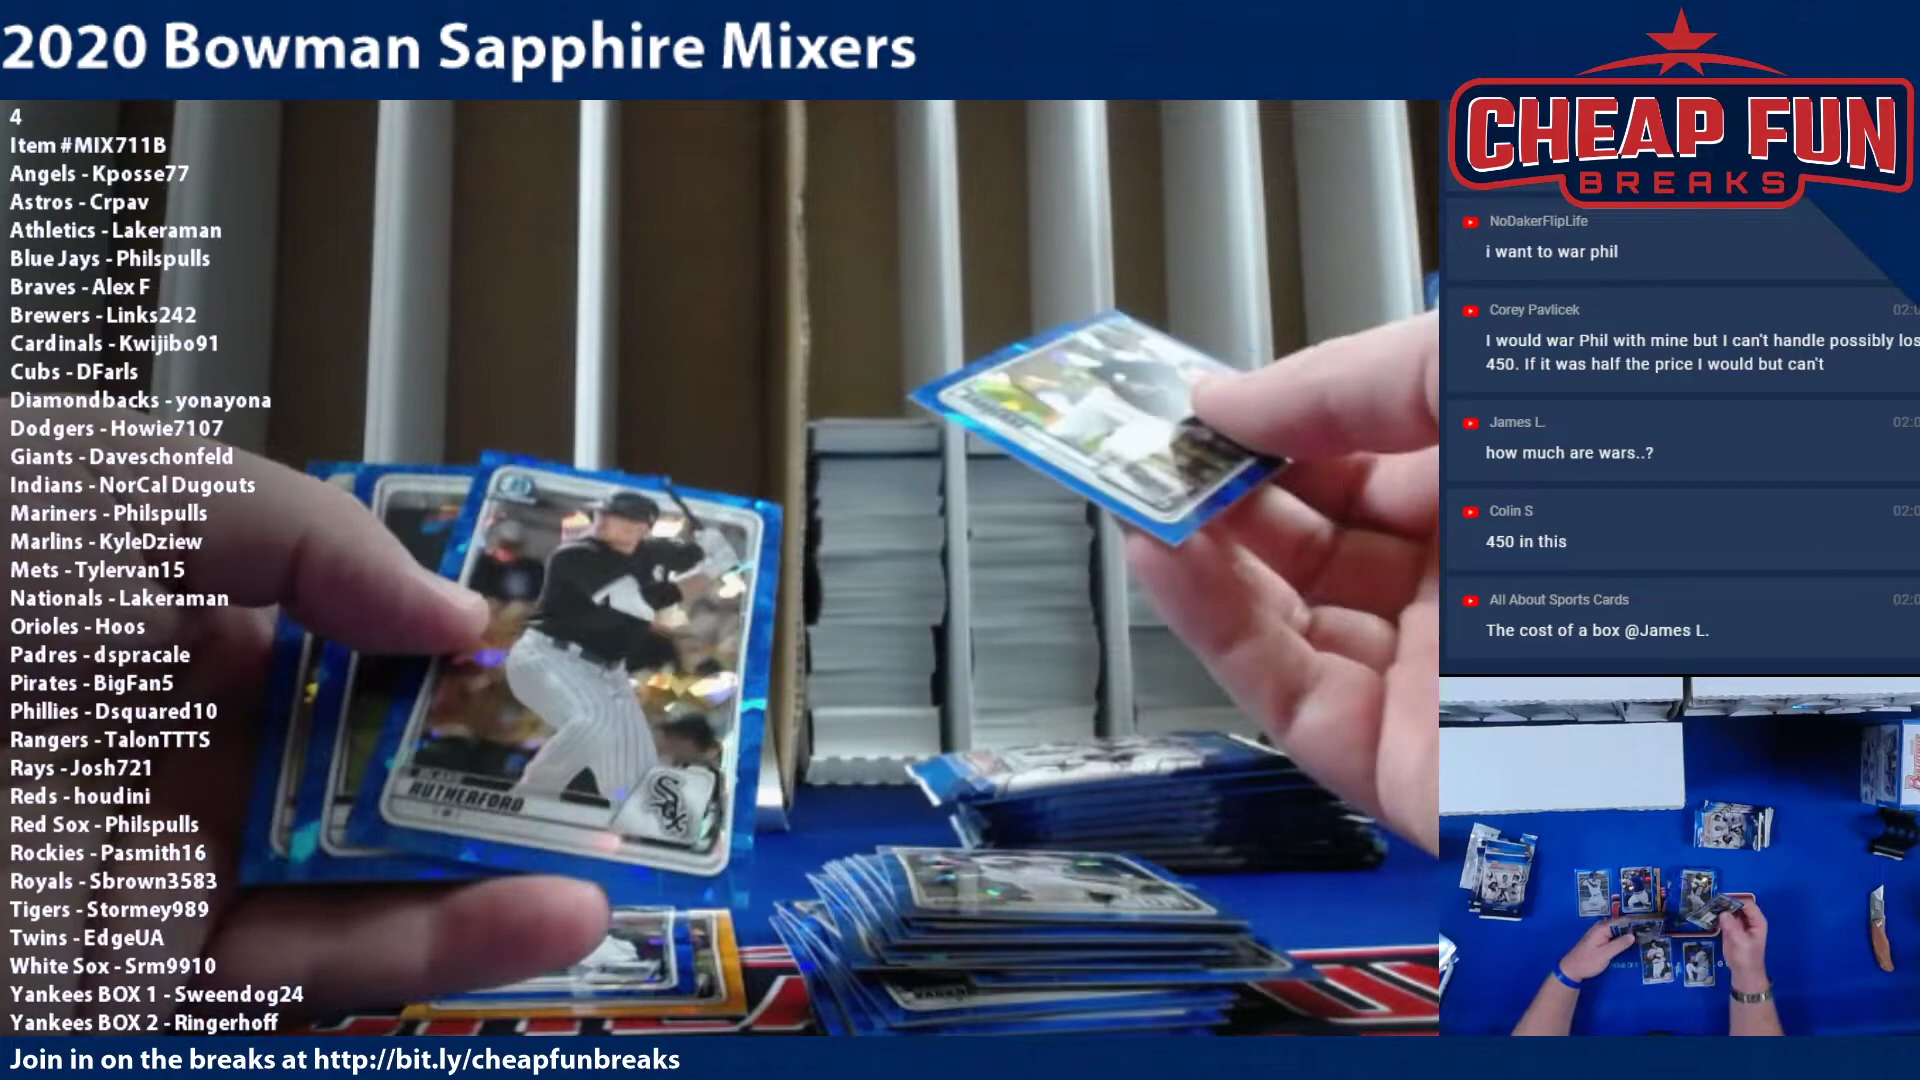 2020 Bowman Sapphire Mixers
4
Item #MIX711B
Angels - Kposse77
Astros - Crpav
Athletics - Lakeraman
Blue Jays - Philspulls
Braves - Alex F
Brewers - Links242
Cardinals - Kwijibo91
Cubs - DFarls
Diamondbacks - yonayona
Dodgers - Howie7107
Giants - Daveschonfeld
Indians - NorCal Dugouts
Mariners - Philspulls
Marlins - KyleDziew
Mets - Tylervan15
Nationals - Lakeraman
Orioles - Hoos
Padres - dspracale
Pirates - BigFan5
Phillies - Dsquared10
Rangers - TalonTTTS
Rays - Josh721
Reds - houdini
Red Sox - Philspulls
Rockies - Pasmith16
Royals - Sbrown3583
Tigers - Stormey989
Twins - EdgeUA
White Sox - Srm9910
Yankees BOX 1 - Sweendog24
Yankees BOX 2 - Ringerhoff
Join in on the breaks at http://bit.ly/cheapfunbreaks
RUTHERFORD
SOX
CHEAP FUN
BREAKS
NoDakerFlipLife
i want to war phil
Corey Pavlicek
I would war Phil with mine but I can't handle possibly los
450. If it was half the price I would but can't
James L.
how much are wars..?
Colin S
450 in this
All About Sports Cards
The cost of a box @James L.